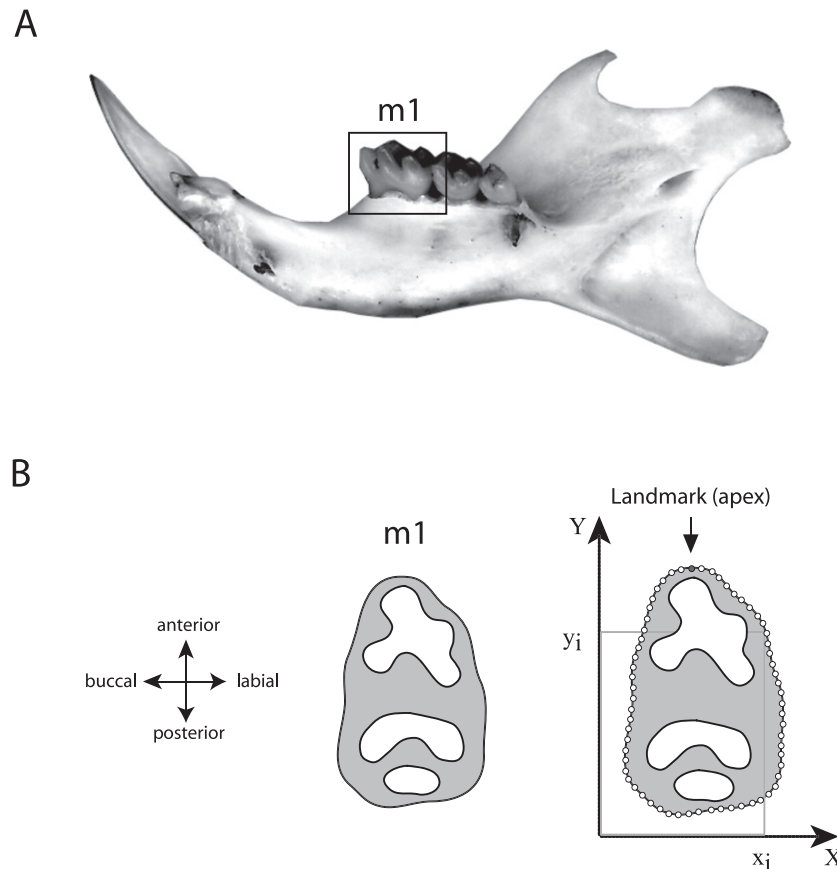 A
m1
B
Landmark (apex)
m1
Y
anterior
buccal
labial
posterior
yi
xi
X